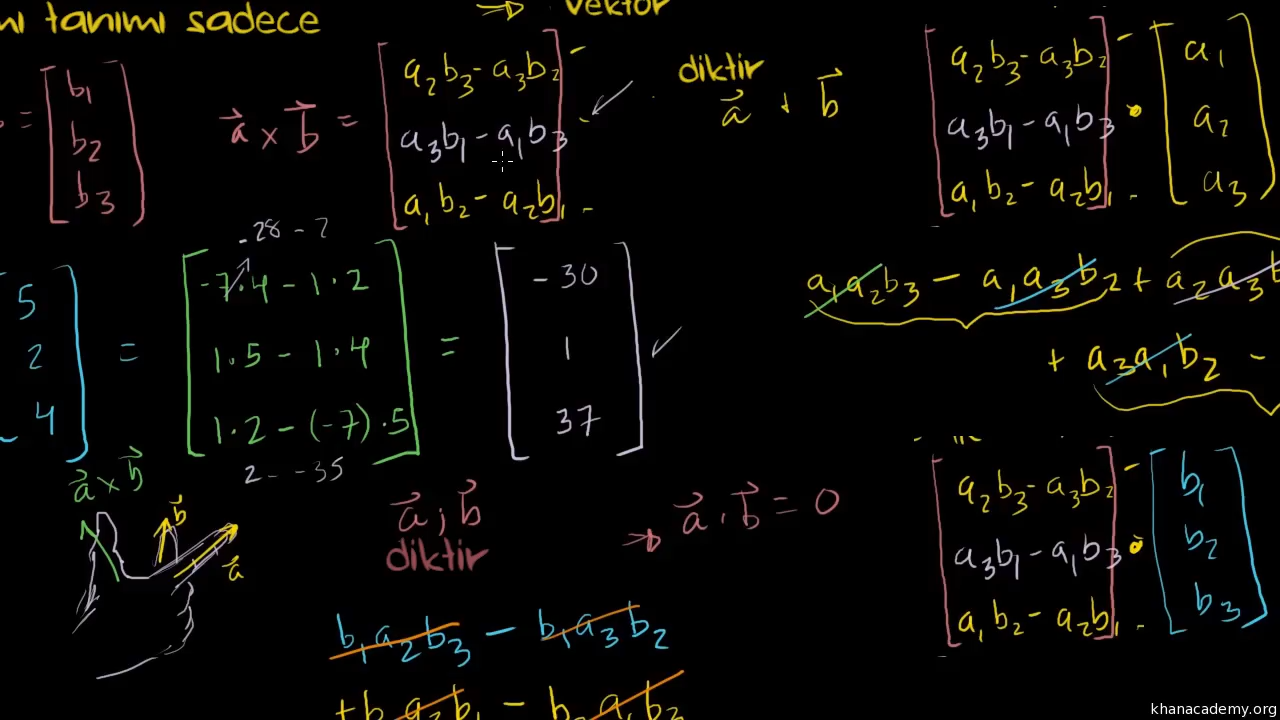 mı tanımı sadece
→ vektör
= [b₁ b₂ b₃]
a⃗ × b⃗ = [a₂b₃ - a₃b₂
a₃b₁ - a₁b₃
a₁b₂ - a₂b₁]
diktir
a⃗ ⊥ b⃗
[a₂b₃ - a₃b₂
a₃b₁ - a₁b₃
a₁b₂ - a₂b₁] · [a₁ a₂ a₃]
a₁a₂b₃ - a₁a₃b₂ + a₂a₃b
+ a₃a₁b₂ -
-28 - 2
[5 2 4] = [-7·4 - 1·2
1·5 - 1·4
1·2 - (-7)·5] = [-30 1 37]
2 - -35
a⃗ × b⃗
b⃗
a⃗
a⃗, b⃗
diktir
→ a⃗ · b⃗ = 0
[a₂b₃ - a₃b₂
a₃b₁ - a₁b₃
a₁b₂ - a₂b₁] · [b₁ b₂ b₃]
b₁a₂b₃ - b₁a₃b₂
khanacademy.org